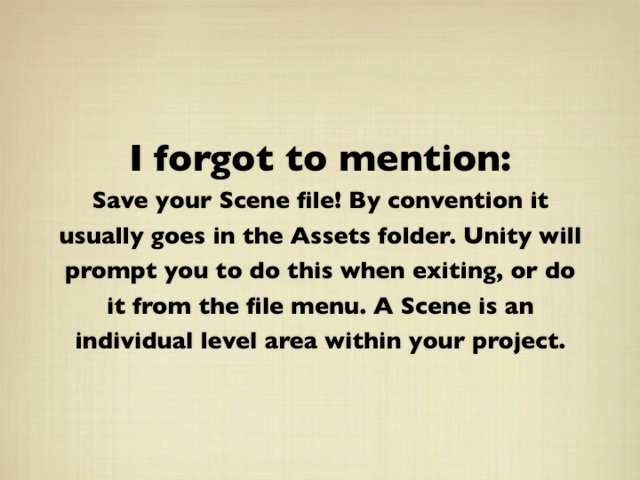 I forgot to mention:
Save your Scene file! By convention it
usually goes in the Assets folder. Unity will
prompt you to do this when exiting, or do
it from the file menu. A Scene is an
individual level area within your project.